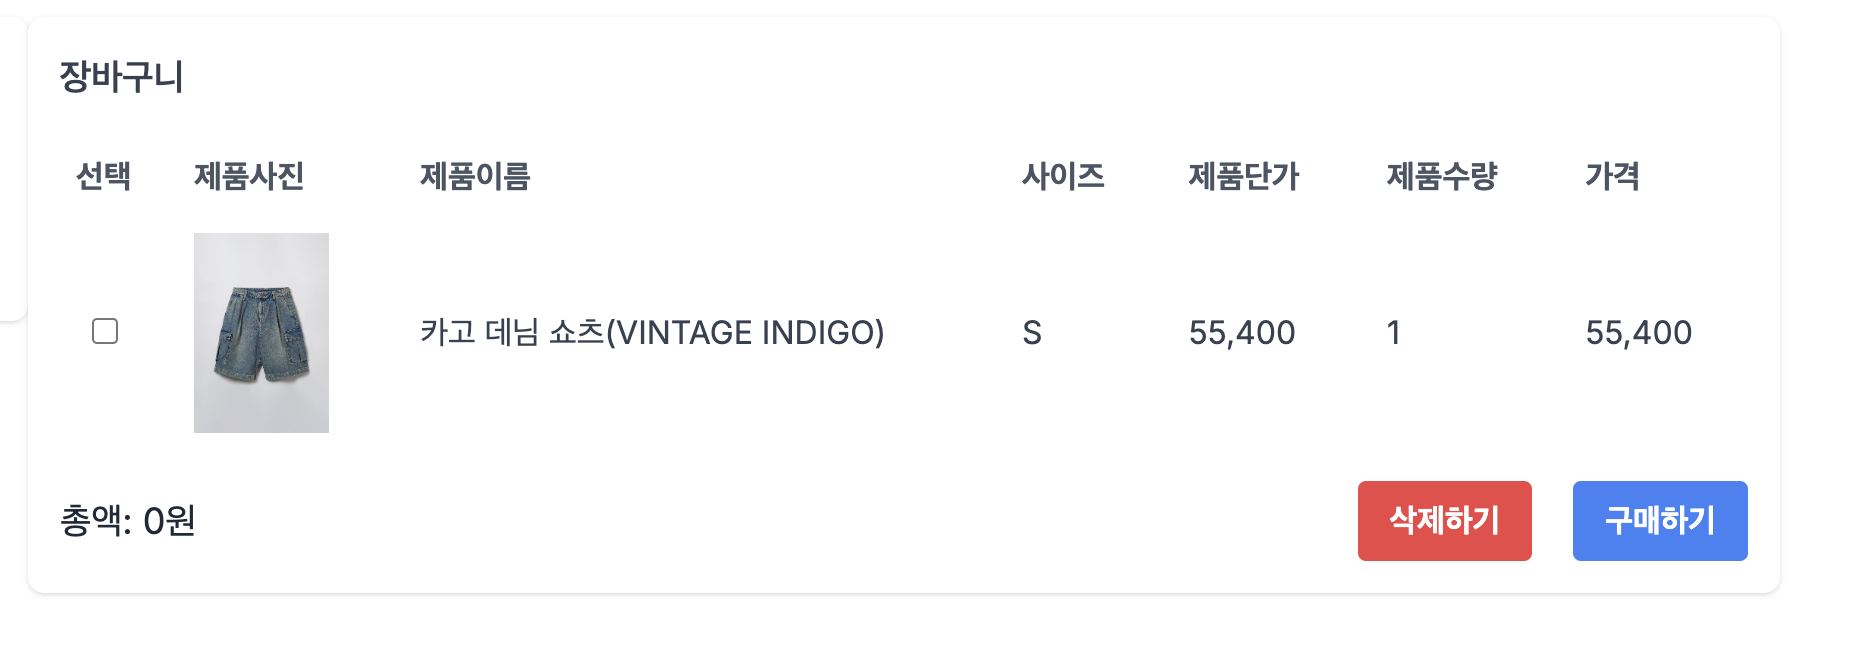 장바구니
선택 제품사진 제품이름 사이즈 제품단가 제품수량 가격
카고 데님 쇼츠(VINTAGE INDIGO) S 55,400 1 55,400
총액: 0원 삭제하기 구매하기